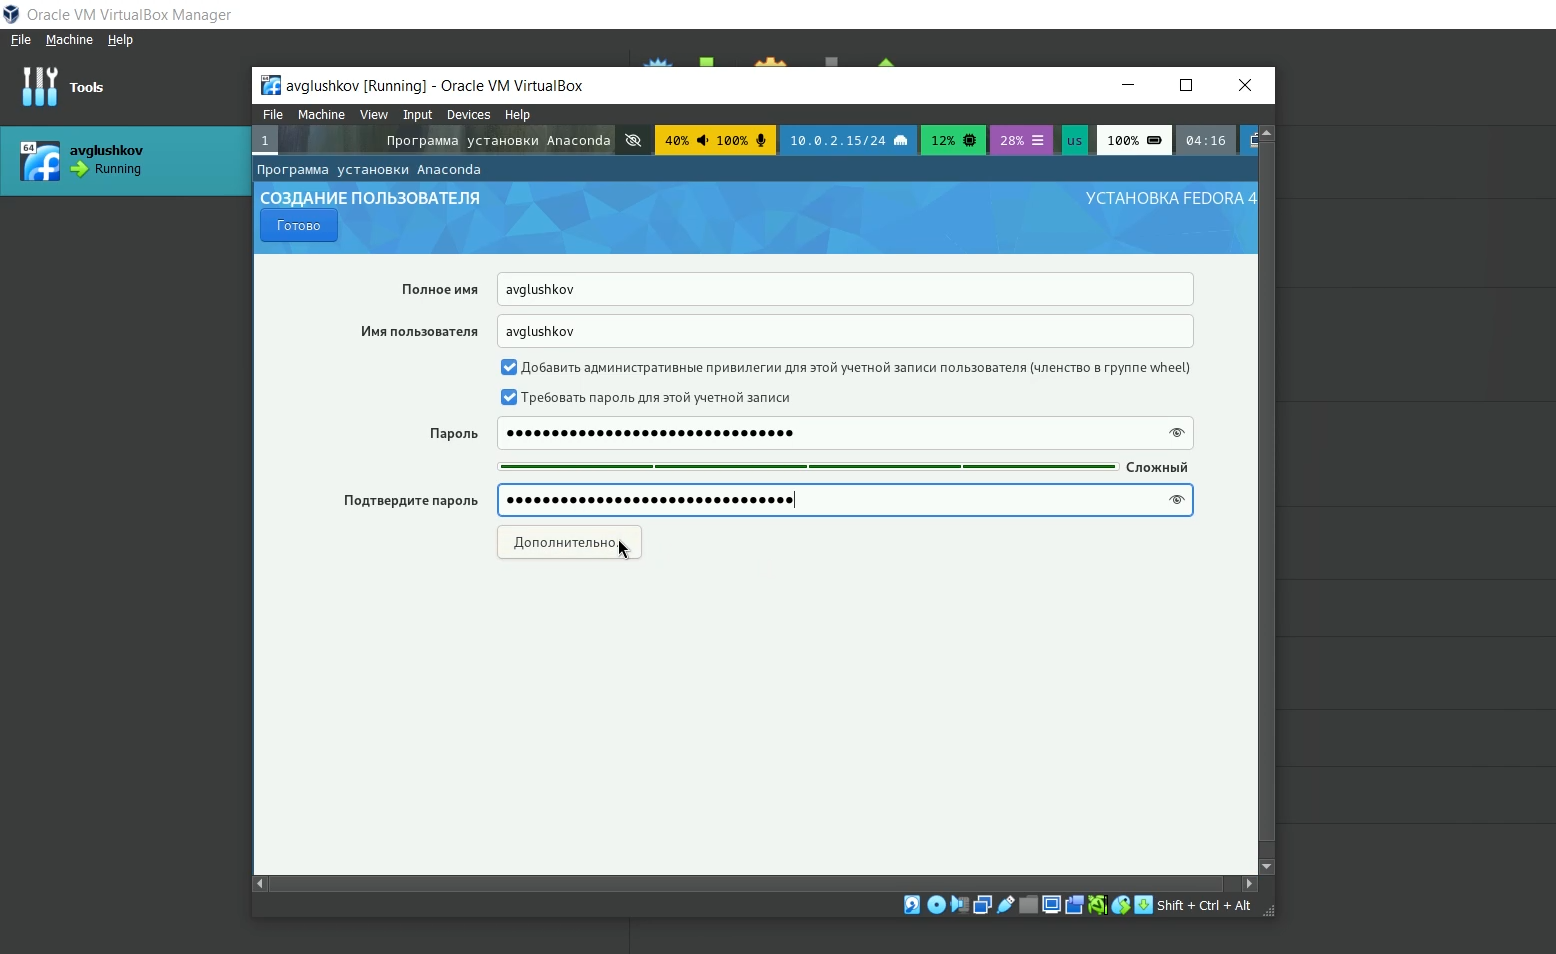 Oracle VM VirtualBox Manager
File Machine Help
Tools
64
avglushkov
Running
avglushkov [Running] - Oracle VM VirtualBox
File Machine View Input Devices Help
1 Программа установки Anaconda 40% 100% 10.0.2.15/24 12% 28% us 100% 04:16
Программа установки Anaconda
СОЗДАНИЕ ПОЛЬЗОВАТЕЛЯ УСТАНОВКА FEDORA 4
Готово
Полное имя avglushkov
Имя пользователя avglushkov
Добавить административные привилегии для этой учетной записи пользователя (членство в группе wheel)
Требовать пароль для этой учетной записи
Пароль ••••••••••••••••••••••••••••••••
Сложный
Подтвердите пароль ••••••••••••••••••••••••••••••••
Дополнительно...
Shift + Ctrl + Alt